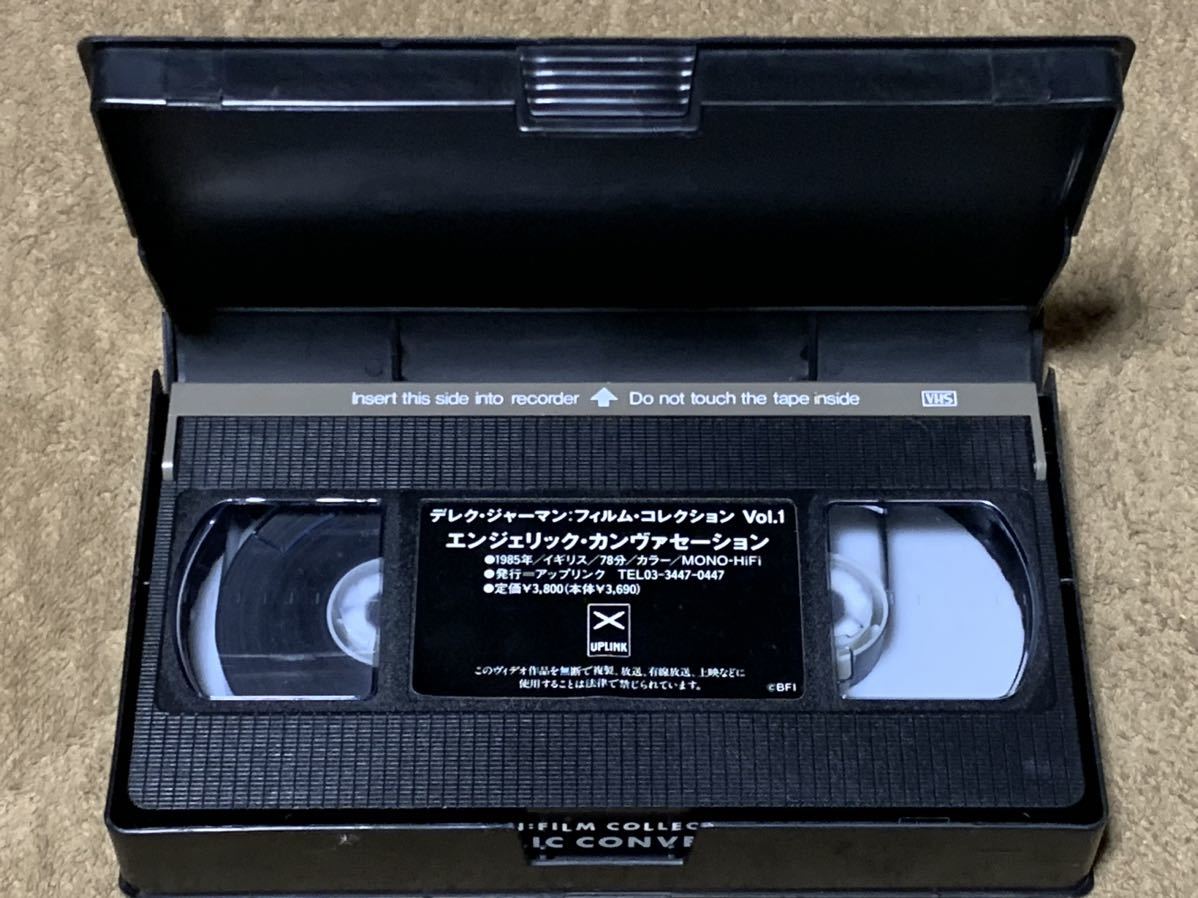 Insert this side into recorder ⬆ Do not touch the tape inside VHS
デレク・ジャーマン:フィルム・コレクション Vol.1
エンジェリック・カンヴァセーション
●1985年/イギリス/78分/カラー/MONO-HiFi
●発行=アップリンク TEL03-3447-0447
●定価¥3,800(本体¥3,690)
UPLINK
このヴィデオ作品を無断で複製、放送、有線放送、上映などに
使用することは法律で禁じられています。
©BFI
:FILM COLLEC
IC CONVE